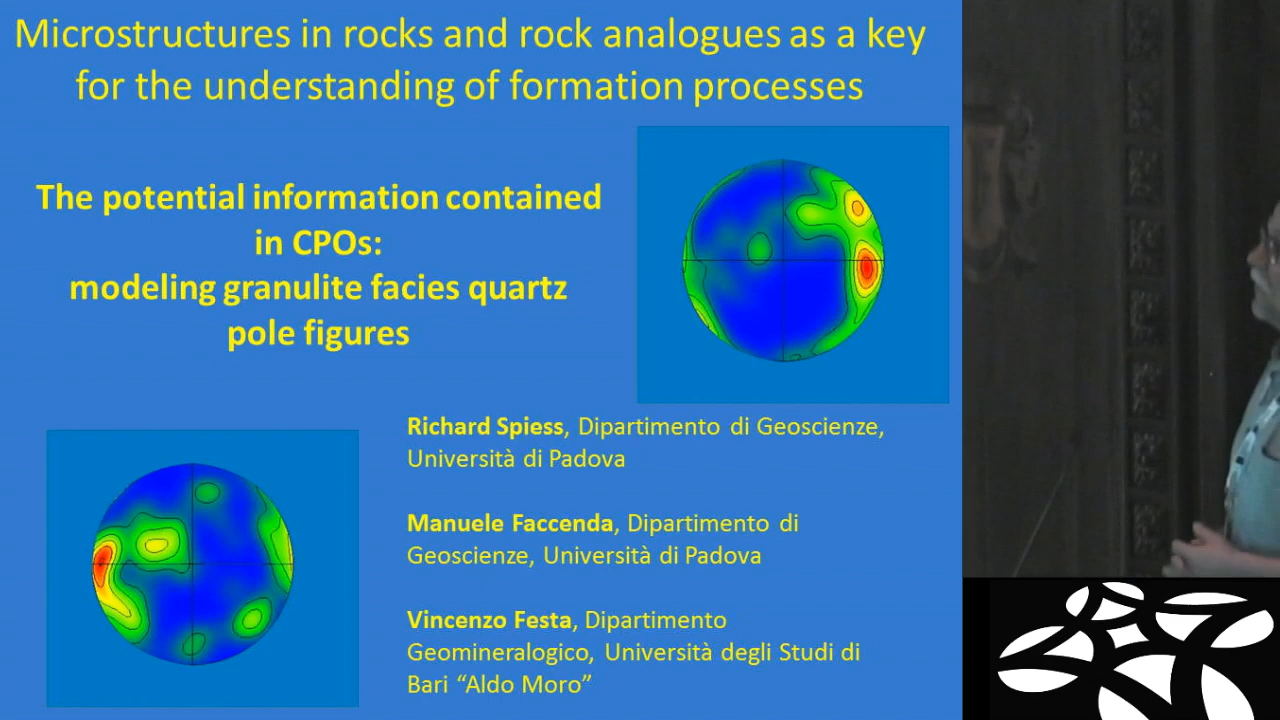 Microstructures in rocks and rock analogues as a key
for the understanding of formation processes
The potential information contained
in CPOs:
modeling granulite facies quartz
pole figures
Richard Spiess, Dipartimento di Geoscienze,
Università di Padova
Manuele Faccenda, Dipartimento di
Geoscienze, Università di Padova
Vincenzo Festa, Dipartimento
Geomineralogico, Università degli Studi di
Bari “Aldo Moro”